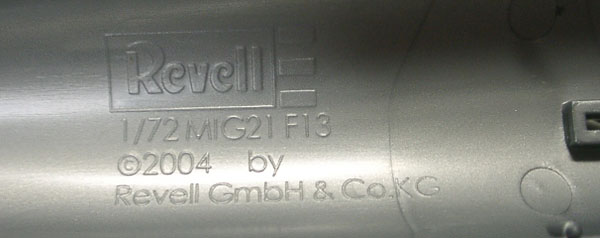 Revell
1/72 MIG21 F13
©2004 by
Revell GmbH & Co.KG